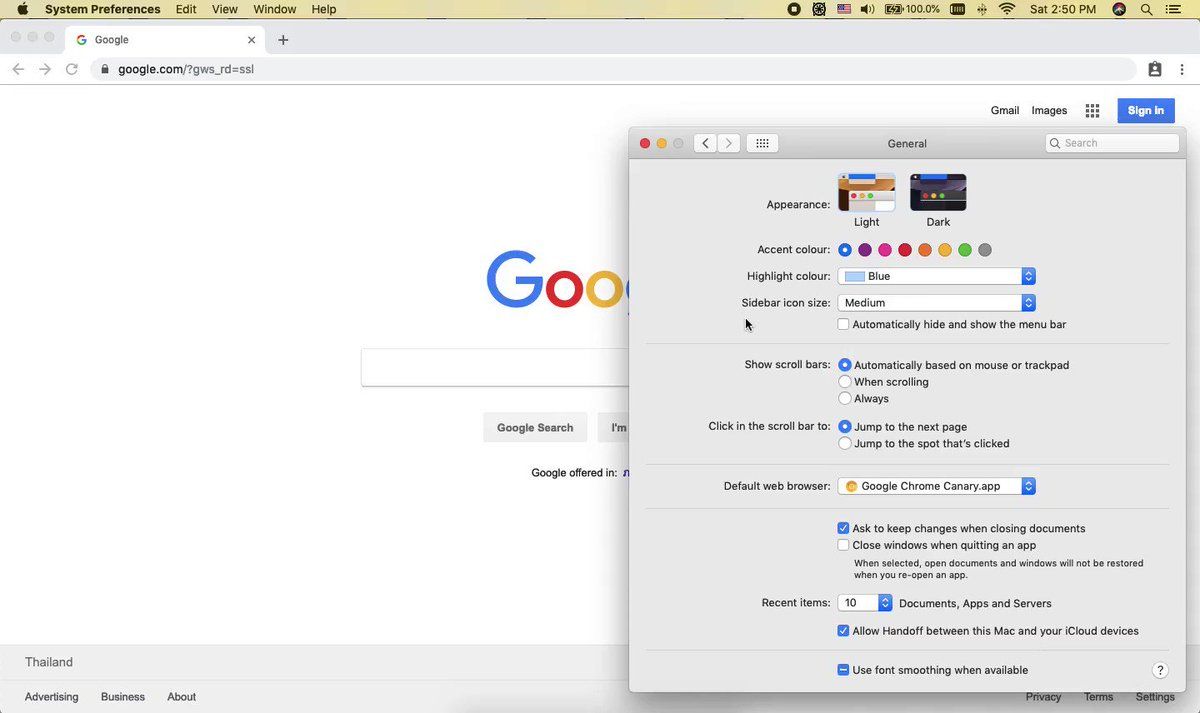 System Preferences Edit View Window Help 100.0% Sat 2:50 PM
Google
google.com/?gws_rd=ssl
Gmail Images Sign in
General Search
Appearance:
Light Dark
Accent colour:
Highlight colour: Blue
Goo
Sidebar icon size: Medium
Automatically hide and show the menu bar
Show scroll bars: Automatically based on mouse or trackpad
When scrolling
Always
Google Search I'm
Click in the scroll bar to: Jump to the next page
Jump to the spot that's clicked
Google offered in:
Default web browser: Google Chrome Canary.app
Ask to keep changes when closing documents
Close windows when quitting an app
When selected, open documents and windows will not be restored
when you re-open an app.
Recent items: 10 Documents, Apps and Servers
Allow Handoff between this Mac and your iCloud devices
Thailand
Use font smoothing when available ?
Advertising Business About Privacy Terms Settings